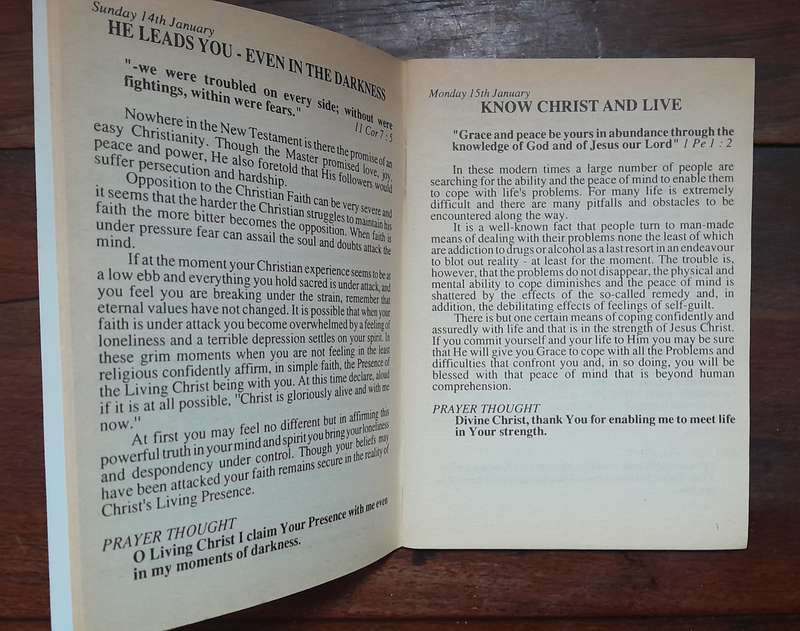 Sunday 14th January
HE LEADS YOU - EVEN IN THE DARKNESS
"-we were troubled on every side; without were
fightings, within were fears."
11 Cor 7 : 5
Nowhere in the New Testament is there the promise of an
easy Christianity. Though the Master promised love, joy,
peace and power, He also foretold that His followers would
suffer persecution and hardship.
Opposition to the Christian Faith can be very severe and
it seems that the harder the Christian struggles to maintain his
faith the more bitter becomes the opposition. When faith is
under pressure fear can assail the soul and doubts attack the
mind.
If at the moment your Christian experience seems to be at
a low ebb and everything you hold sacred is under attack, and
you feel you are breaking under the strain, remember that
eternal values have not changed. It is possible that when your
faith is under attack you become overwhelmed by a feeling of
loneliness and a terrible depression settles on your spirit. In
these grim moments when you are not feeling in the least
religious confidently affirm, in simple faith, the Presence of
the Living Christ being with you. At this time declare, aloud
if it is at all possible, "Christ is gloriously alive and with me
now."
At first you may feel no different but in affirming this
powerful truth in your mind and spirit you bring your loneliness
and despondency under control. Though your beliefs may
have been attacked your faith remains secure in the reality of
Christ's Living Presence.
PRAYER THOUGHT
O Living Christ I claim Your Presence with me even
in my moments of darkness.
Monday 15th January
KNOW CHRIST AND LIVE
"Grace and peace be yours in abundance through the
knowledge of God and of Jesus our Lord" 1 Pe 1 : 2
In these modern times a large number of people are
searching for the ability and the peace of mind to enable them
to cope with life's problems. For many life is extremely
difficult and there are many pitfalls and obstacles to be
encountered along the way.
It is a well-known fact that people turn to man-made
means of dealing with their problems none the least of which
are addiction to drugs or alcohol as a last resort in an endeavour
to blot out reality - at least for the moment. The trouble is,
however, that the problems do not disappear, the physical and
mental ability to cope diminishes and the peace of mind is
shattered by the effects of the so-called remedy and, in
addition, the debilitating effects of feelings of self-guilt.
There is but one certain means of coping confidently and
assuredly with life and that is in the strength of Jesus Christ.
If you commit yourself and your life to Him you may be sure
that He will give you Grace to cope with all the Problems and
difficulties that confront you and, in so doing, you will be
blessed with that peace of mind that is beyond human
comprehension.
PRAYER THOUGHT
Divine Christ, thank You for enabling me to meet life
in Your strength.